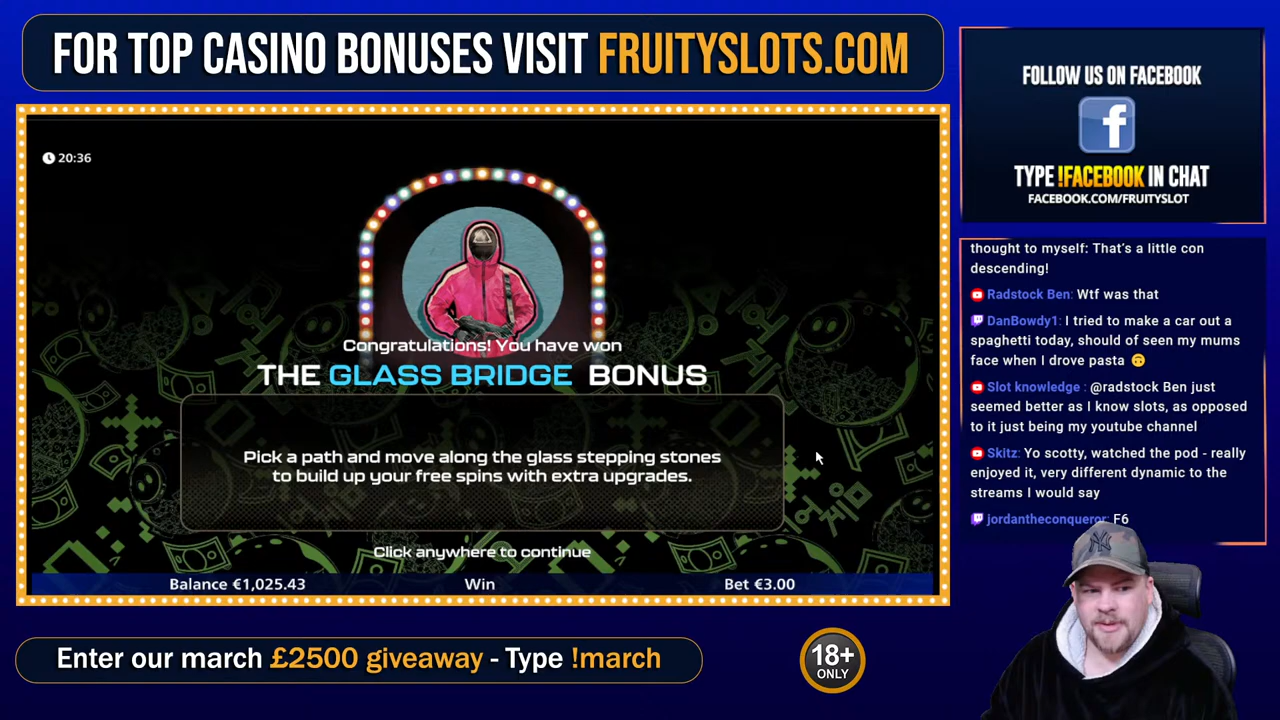 FOR TOP CASINO BONUSES VISIT FRUITYSLOTS.COM
20:36
Congratulations! You have won
THE GLASS BRIDGE BONUS
Pick a path and move along the glass stepping stones
to build up your free spins with extra upgrades.
Click anywhere to continue
Balance €1,025.43 Win Bet €3.00
Enter our march £2500 giveaway - Type !march
18+
ONLY
FOLLOW US ON FACEBOOK
f
TYPE !FACEBOOK IN CHAT
FACEBOOK.COM/FRUITYSLOT
thought to myself: That's a little con
descending!
Radstock Ben: Wtf was that
DanBowdy1: I tried to make a car out a
spaghetti today, should of seen my mums
face when I drove pasta 🙃
Slot knowledge : @radstock Ben just
seemed better as I know slots, as opposed
to it just being my youtube channel
Skitz: Yo scotty, watched the pod - really
enjoyed it, very different dynamic to the
streams I would say
jordantheconqueror: F6